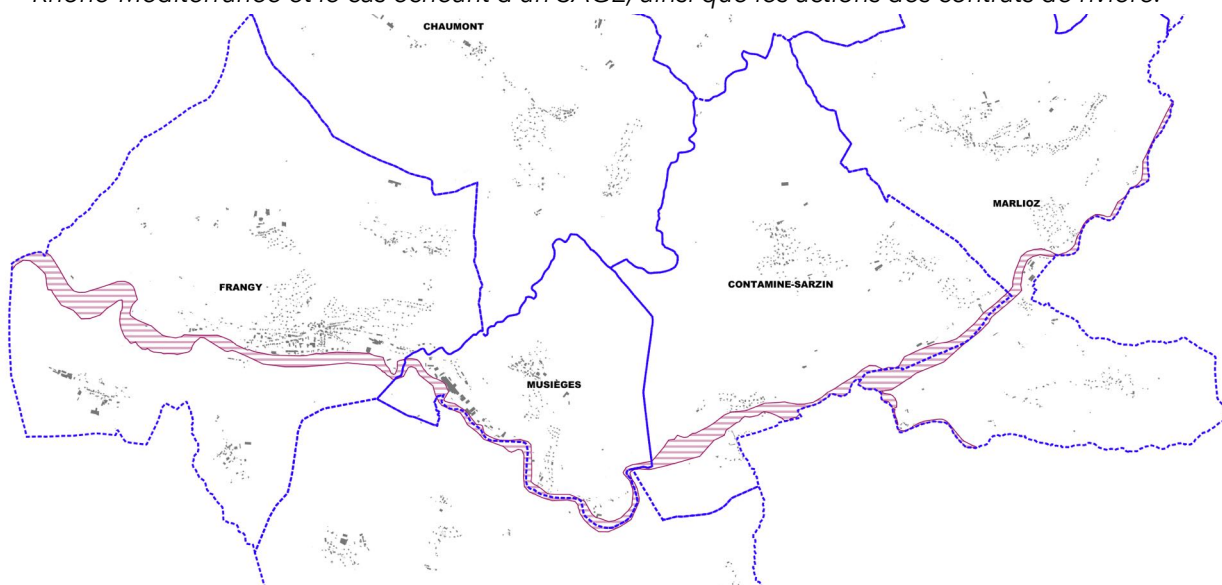 Rhône-Méditerranée et le cas échéant d'un SAGE, ainsi que les actions des contrats de rivière.
CHAUMONT
MARLIOZ
CONTAMINE-SARZIN
FRANGY
MUSIÈGES